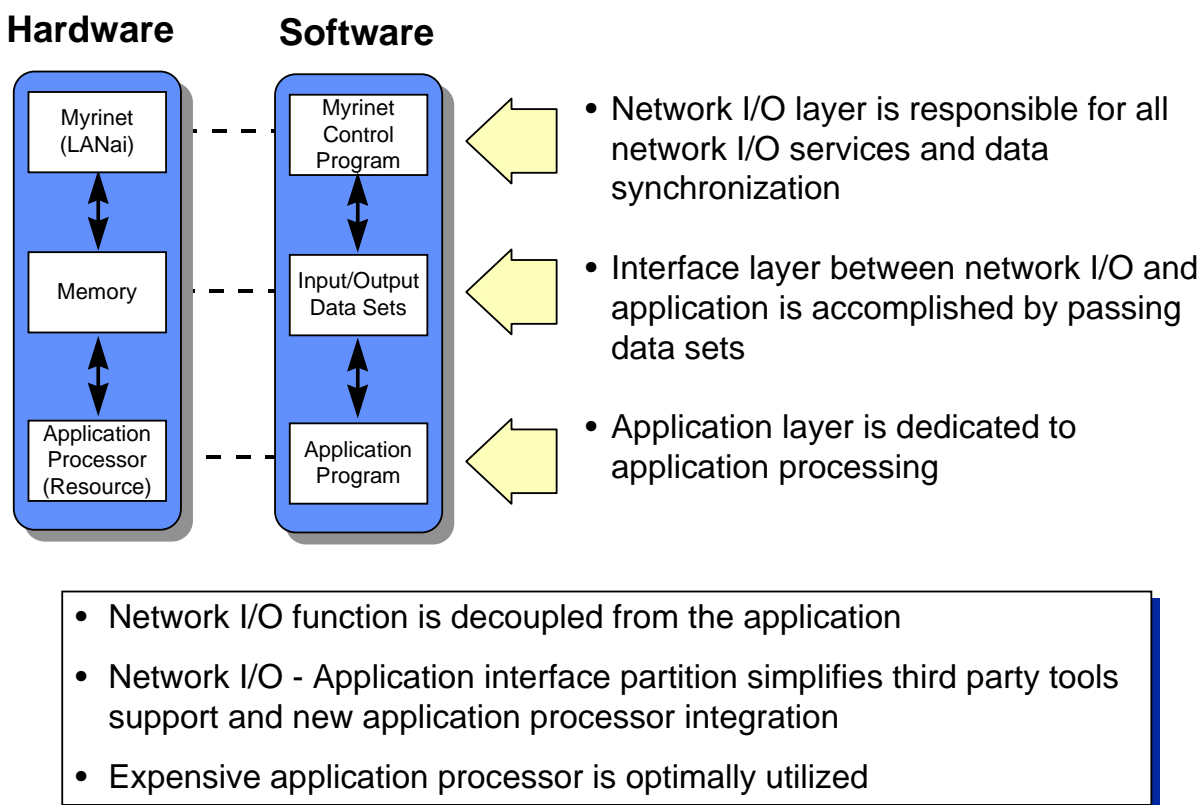 Hardware
Software
Myrinet
(LANai)
Memory
Application
Processor
(Resource)
Myrinet
Control
Program
Input/Output
Data Sets
Application
Program
• Network I/O layer is responsible for all
network I/O services and data
synchronization
• Interface layer between network I/O and
application is accomplished by passing
data sets
• Application layer is dedicated to
application processing
• Network I/O function is decoupled from the application
• Network I/O - Application interface partition simplifies third party tools
support and new application processor integration
• Expensive application processor is optimally utilized